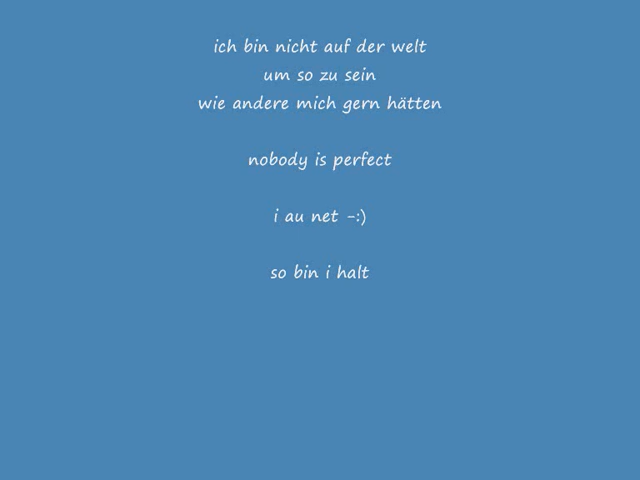 ich bin nicht auf der welt
um so zu sein
wie andere mich gern hätten
nobody is perfect
i au net -:)
so bin i halt